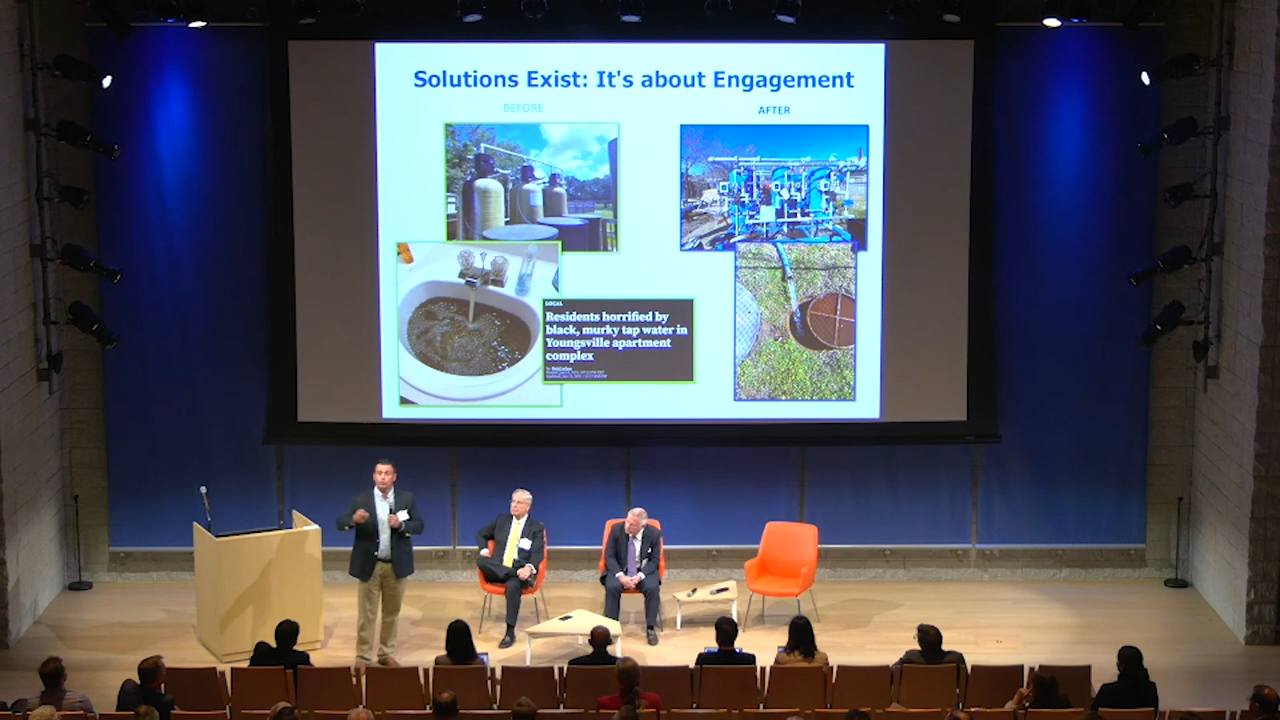 Solutions Exist: It's about Engagement
BEFORE
AFTER
LOCAL
Residents horrified by
black, murky tap water in
Youngsville apartment
complex